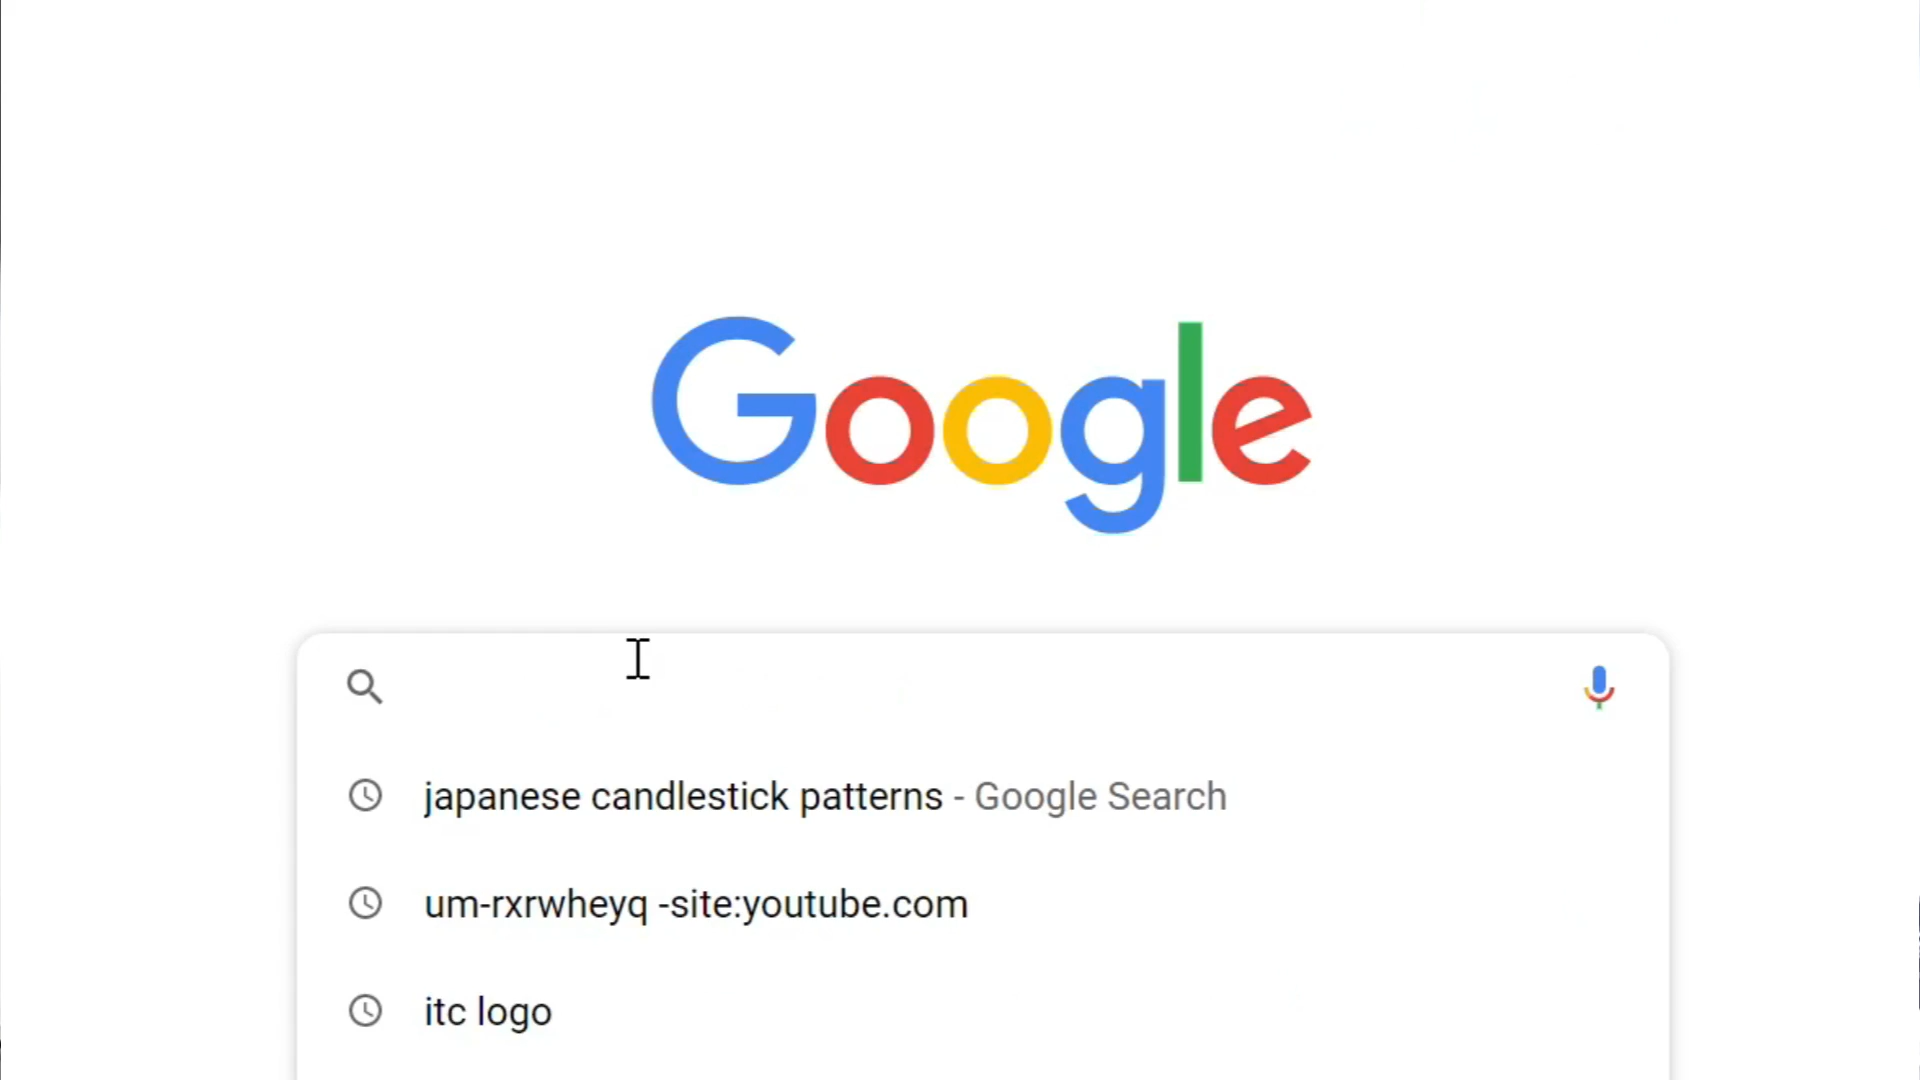 Google
japanese candlestick patterns - Google Search
um-rxrwheyq -site:youtube.com
itc logo